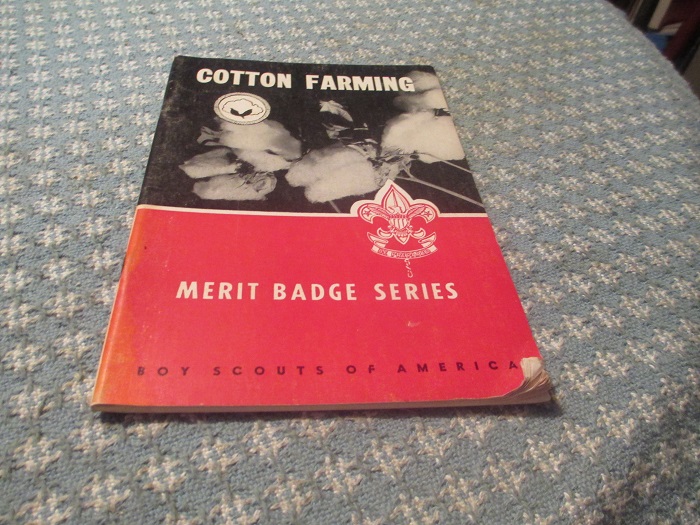 COTTON FARMING
MERIT BADGE SERIES
BOY SCOUTS OF AMERICA